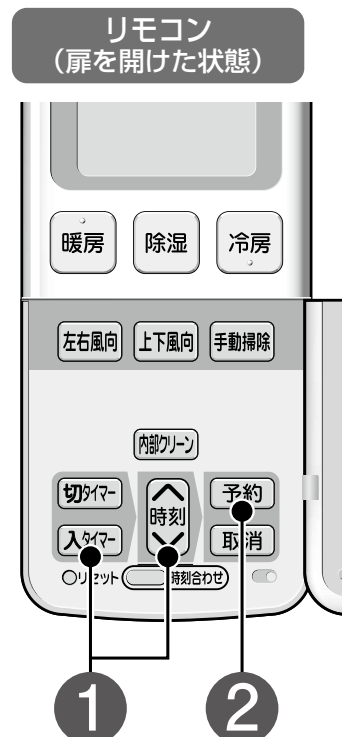 リモコン
（扉を開けた状態）
暖房 除湿 冷房
左右風向 上下風向 手動掃除
内部クリーン
切タイマー 時刻 予約
入タイマー 取消
リセット 時刻合わせ
1 2